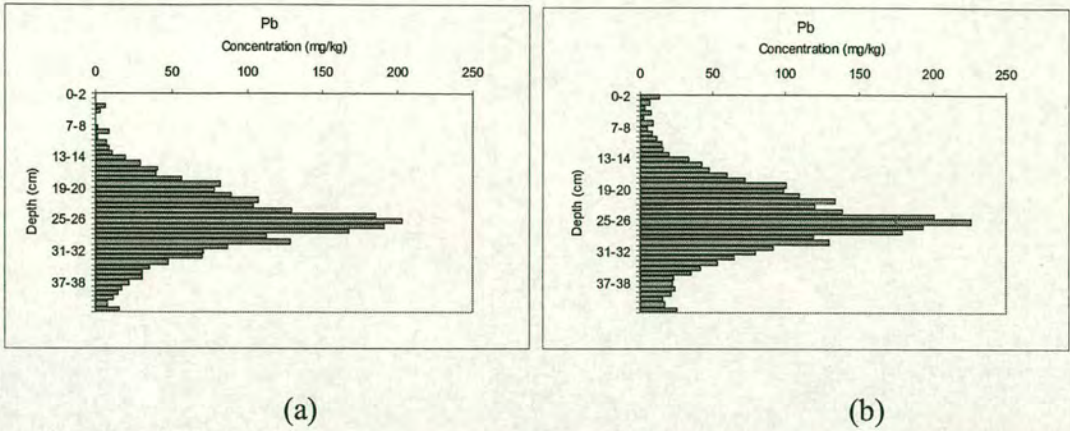 Pb
Concentration (mg/kg)
0 50 100 150 200 250
0-2
7-8
13-14
19-20
25-26
31-32
37-38
Depth (cm)
(a)
Pb
Concentration (mg/kg)
0 50 100 150 200 250
0-2
7-8
13-14
19-20
25-26
31-32
37-38
Depth (cm)
(b)